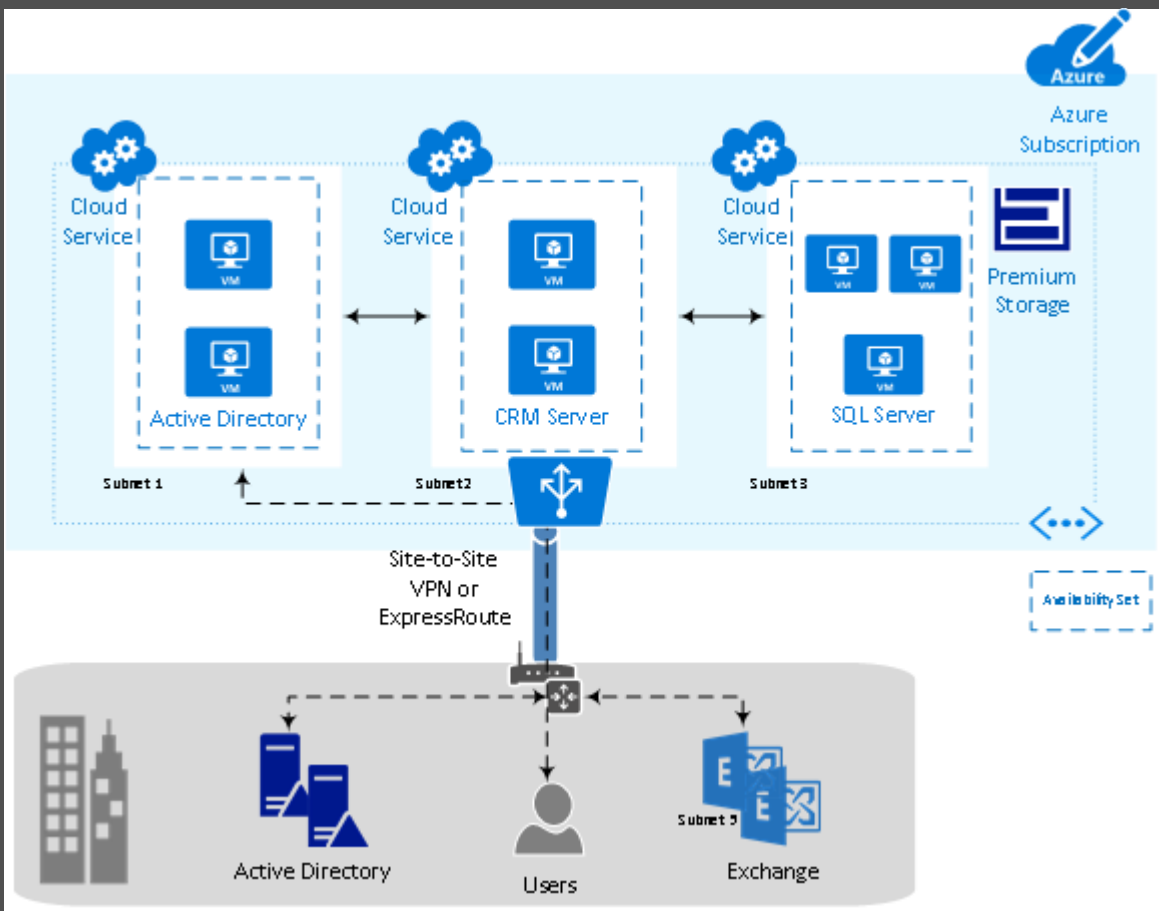 Azure
Azure
Subscription
Cloud
Service
Cloud
Service
Cloud
Service
VM
VM
VM
VM
VM
VM
VM
Premium
Storage
Active Directory
CRM Server
SQL Server
Subnet 1
Subnet2
Subnet3
Site-to-Site
VPN or
ExpressRoute
Availability Set
E
E
Subnet 9
Active Directory
Users
Exchange